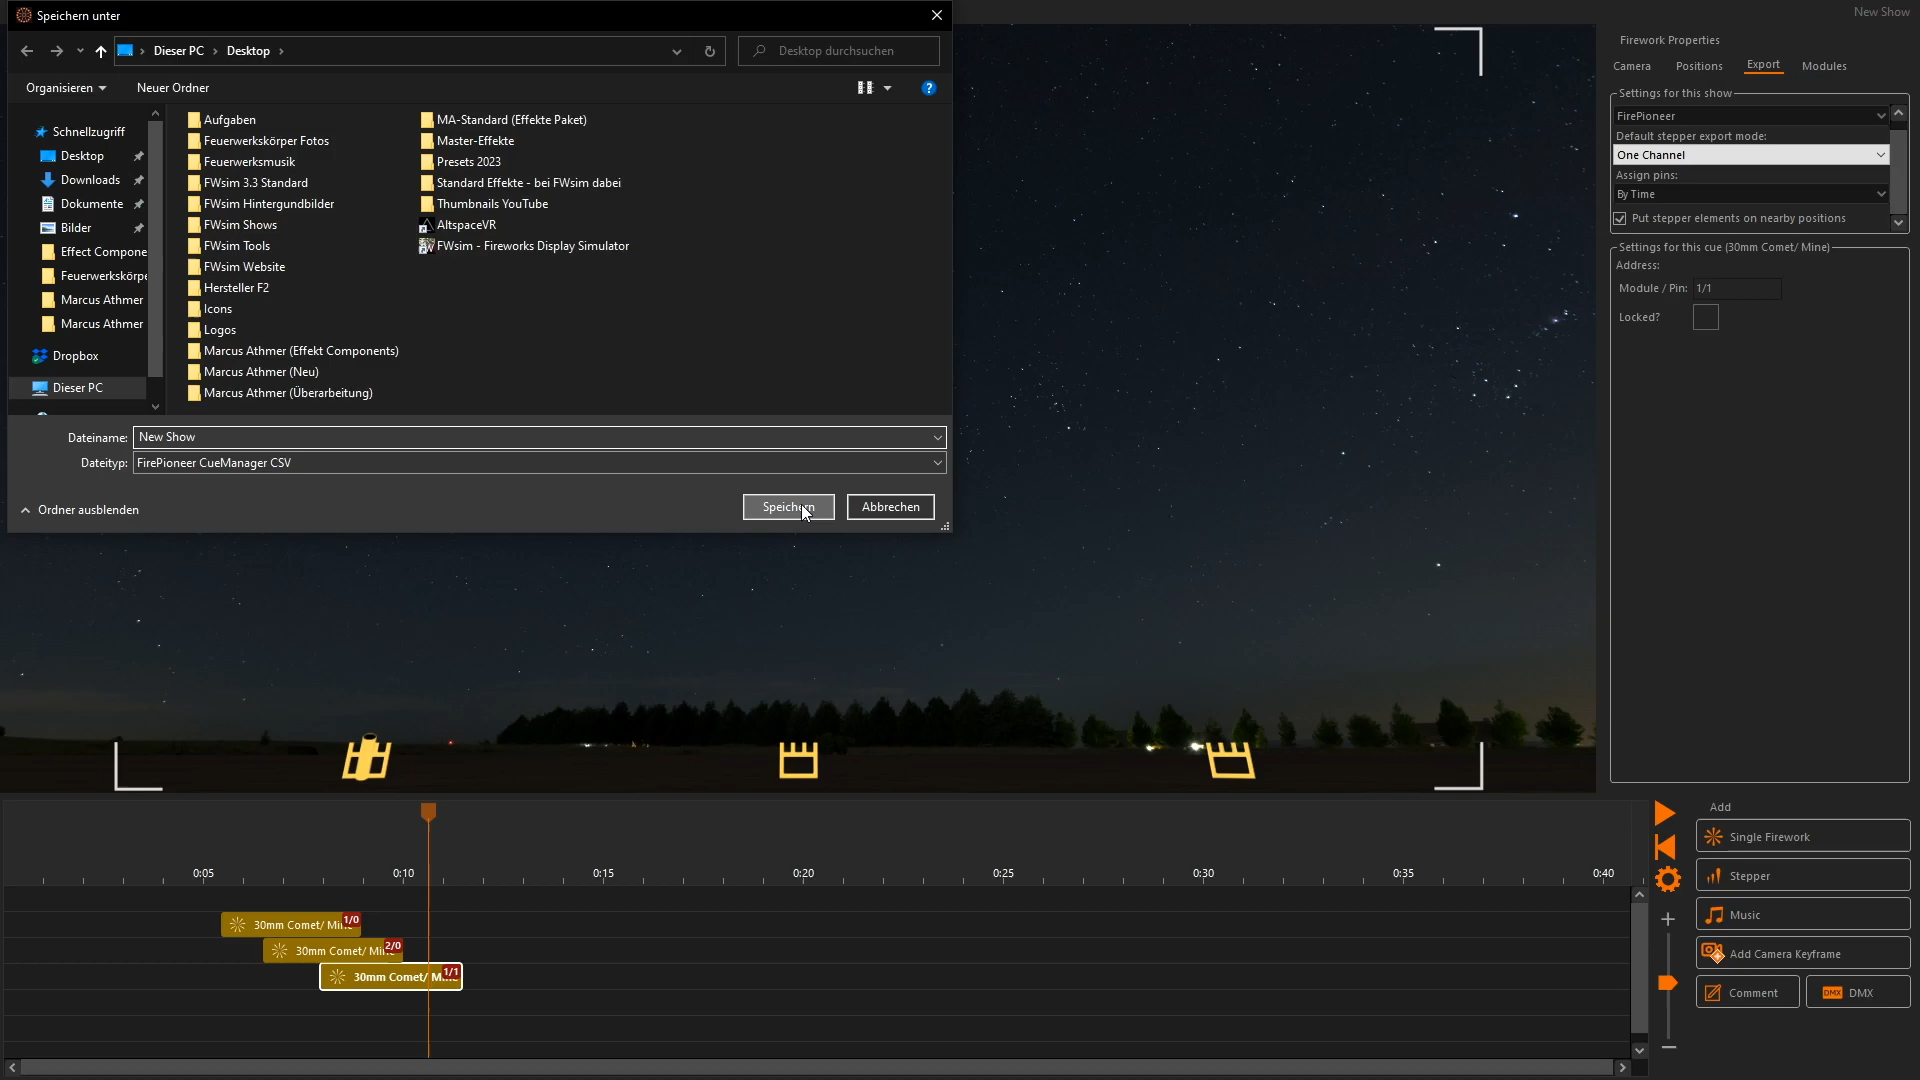 Speichern unter
New Show
Dieser PC
Desktop
Desktop durchsuchen
Organisieren
Neuer Ordner
Schnellzugriff
Desktop
Downloads
Dokumente
Bilder
Effect Compone
Feuerwerkskörpe
Marcus Athmer
Marcus Athmer
Dropbox
Dieser PC
Aufgaben
Feuerwerkskörper Fotos
Feuerwerksmusik
FWsim 3.3 Standard
FWsim Hintergundbilder
FWsim Shows
FWsim Tools
FWsim Website
Hersteller F2
Icons
Logos
Marcus Athmer (Effekt Components)
Marcus Athmer (Neu)
Marcus Athmer (Überarbeitung)
MA-Standard (Effekte Paket)
Master-Effekte
Presets 2023
Standard Effekte - bei FWsim dabei
Thumbnails YouTube
AltspaceVR
FWsim - Fireworks Display Simulator
Dateiname: New Show
Dateityp: FirePioneer CueManager CSV
Ordner ausblenden
Speichern
Abbrechen
Firework Properties
Camera
Positions
Export
Modules
Settings for this show
FirePioneer
Default stepper export mode:
One Channel
Assign pins:
By Time
Put stepper elements on nearby positions
Settings for this cue (30mm Comet/ Mine)
Address:
Module / Pin: 1/1
Locked?
0:05
0:10
0:15
0:20
0:25
0:30
0:35
0:40
30mm Comet/ Mine 1/0
30mm Comet/ Mi... 2/0
30mm Comet/ M... 1/1
Add
Single Firework
Stepper
Music
Add Camera Keyframe
Comment
DMX DMX